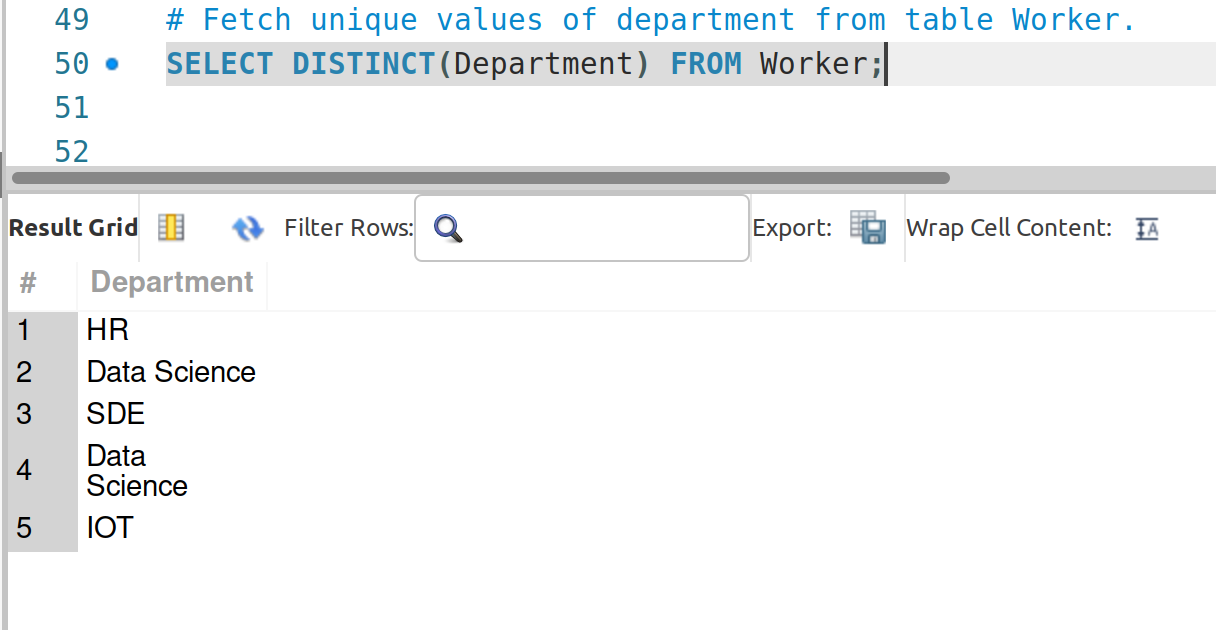 49 # Fetch unique values of department from table Worker.
50 SELECT DISTINCT(Department) FROM Worker;
51
52
Result Grid Filter Rows: Export: Wrap Cell Content:
# Department
1 HR
2 Data Science
3 SDE
4 Data
Science
5 IOT